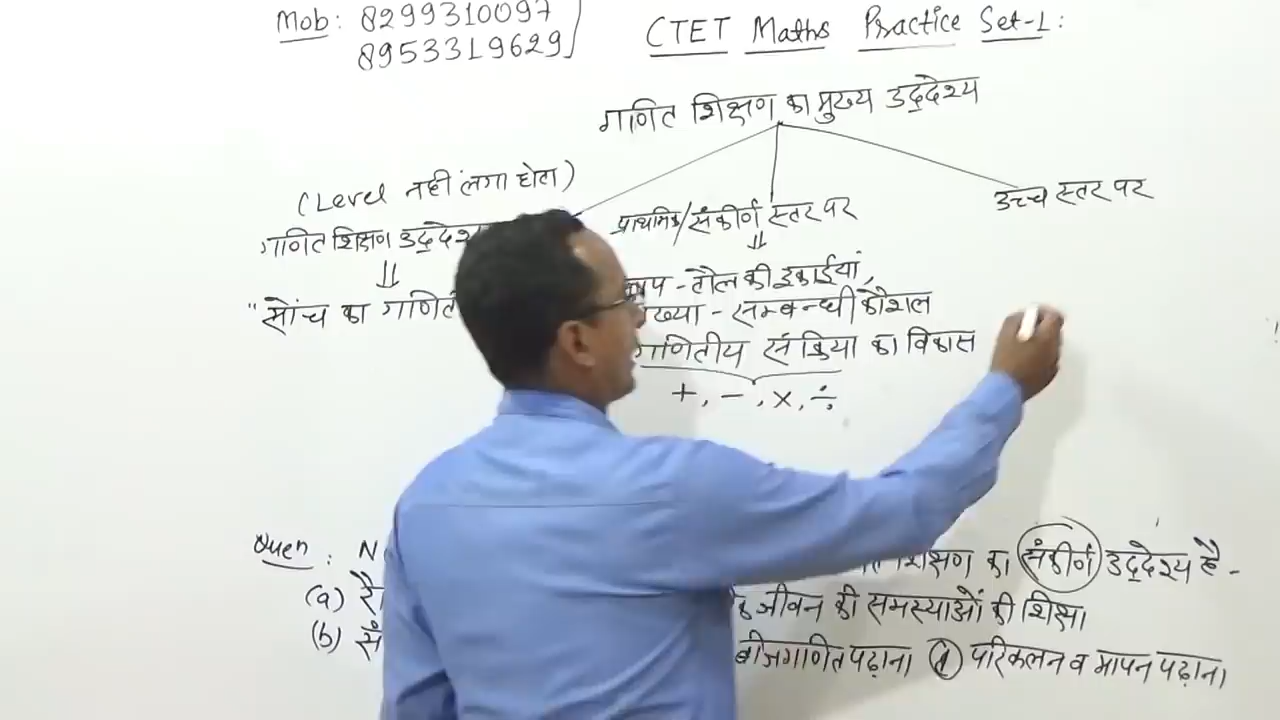 Mob: 8299310097
8953319629
CTET Maths Practice Set-1:
गणित शिक्षण का मुख्य उद्देश्य
(Level नहीं लगा होता)
गणित शिक्षण उद्देश्य
"सोंच का
प्राथमिक/संकीर्ण स्तर पर
- तौल की इकाईयां,
- सम्बन्धी कौशल
गणितीय संक्रिया का विकास
+, -, ×, ÷
उच्च स्तर पर
Quen: N
शिक्षण का संकीर्ण उद्देश्य है -
(a)
जीवन की समस्याओं की शिक्षा
(b)
बीजगणित पढ़ाना
परिकलन व मापन पढ़ाना